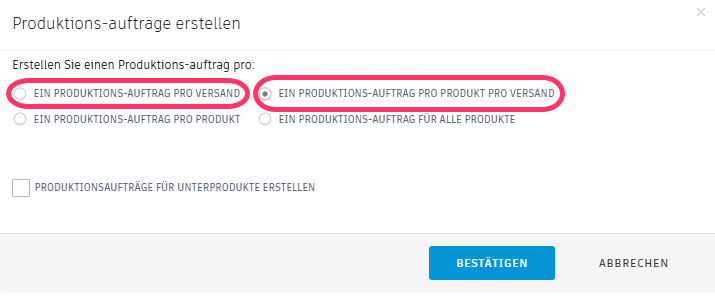 Produktions-aufträge erstellen
Erstellen Sie einen Produktions-auftrag pro:
EIN PRODUKTIONS-AUFTRAG PRO VERSAND
EIN PRODUKTIONS-AUFTRAG PRO PRODUKT PRO VERSAND
EIN PRODUKTIONS-AUFTRAG PRO PRODUKT
EIN PRODUKTIONS-AUFTRAG FÜR ALLE PRODUKTE
PRODUKTIONSAUFTRÄGE FÜR UNTERPRODUKTE ERSTELLEN
BESTÄTIGEN
ABBRECHEN